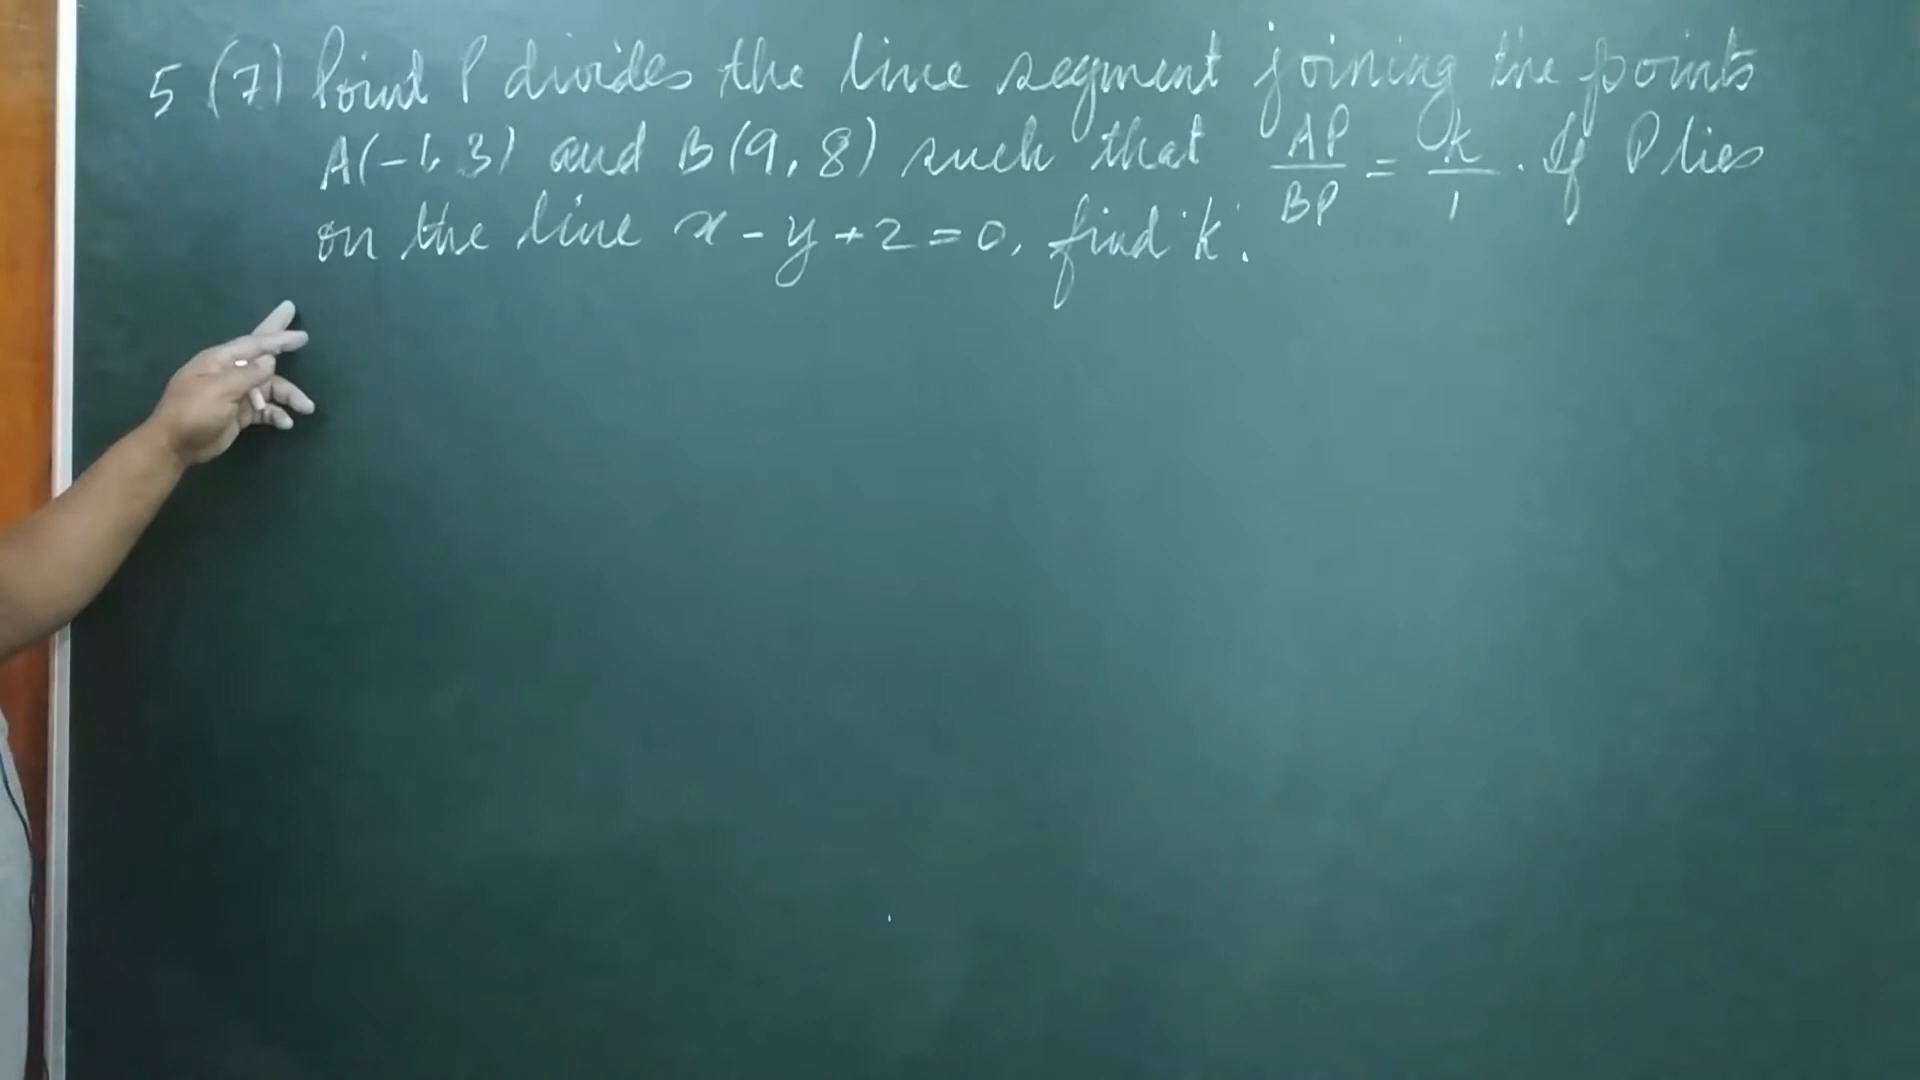 5 (7) Point P divides the line segment joining the points
A(-1, 3) and B(9, 8) such that AP/BP = k/1. If P lies
on the line x - y + 2 = 0, find 'k'.